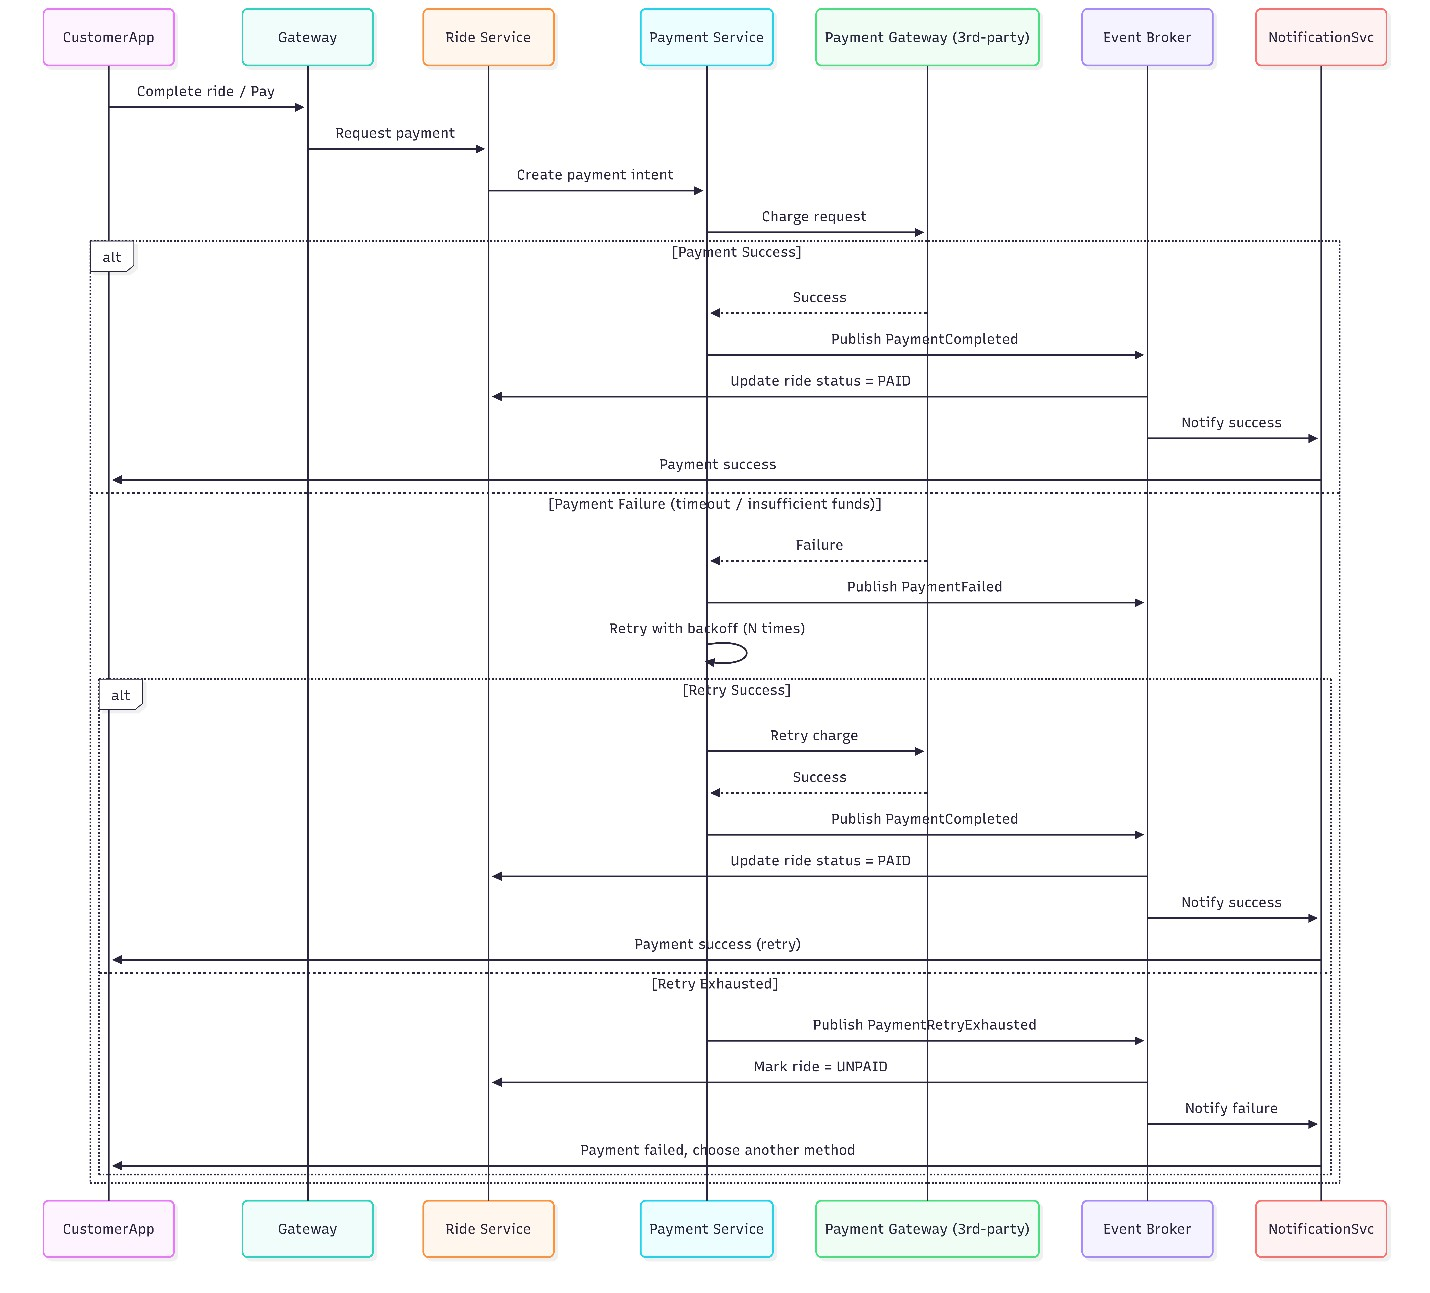 CustomerApp
Gateway
Ride Service
Payment Service
Payment Gateway (3rd-party)
Event Broker
NotificationSvc
Complete ride / Pay
Request payment
Create payment intent
Charge request
alt
[Payment Success]
Success
Publish PaymentCompleted
Update ride status = PAID
Notify success
Payment success
[Payment Failure (timeout / insufficient funds)]
Failure
Publish PaymentFailed
Retry with backoff (N times)
alt
[Retry Success]
Retry charge
Success
Publish PaymentCompleted
Update ride status = PAID
Notify success
Payment success (retry)
[Retry Exhausted]
Publish PaymentRetryExhausted
Mark ride = UNPAID
Notify failure
Payment failed, choose another method
CustomerApp
Gateway
Ride Service
Payment Service
Payment Gateway (3rd-party)
Event Broker
NotificationSvc